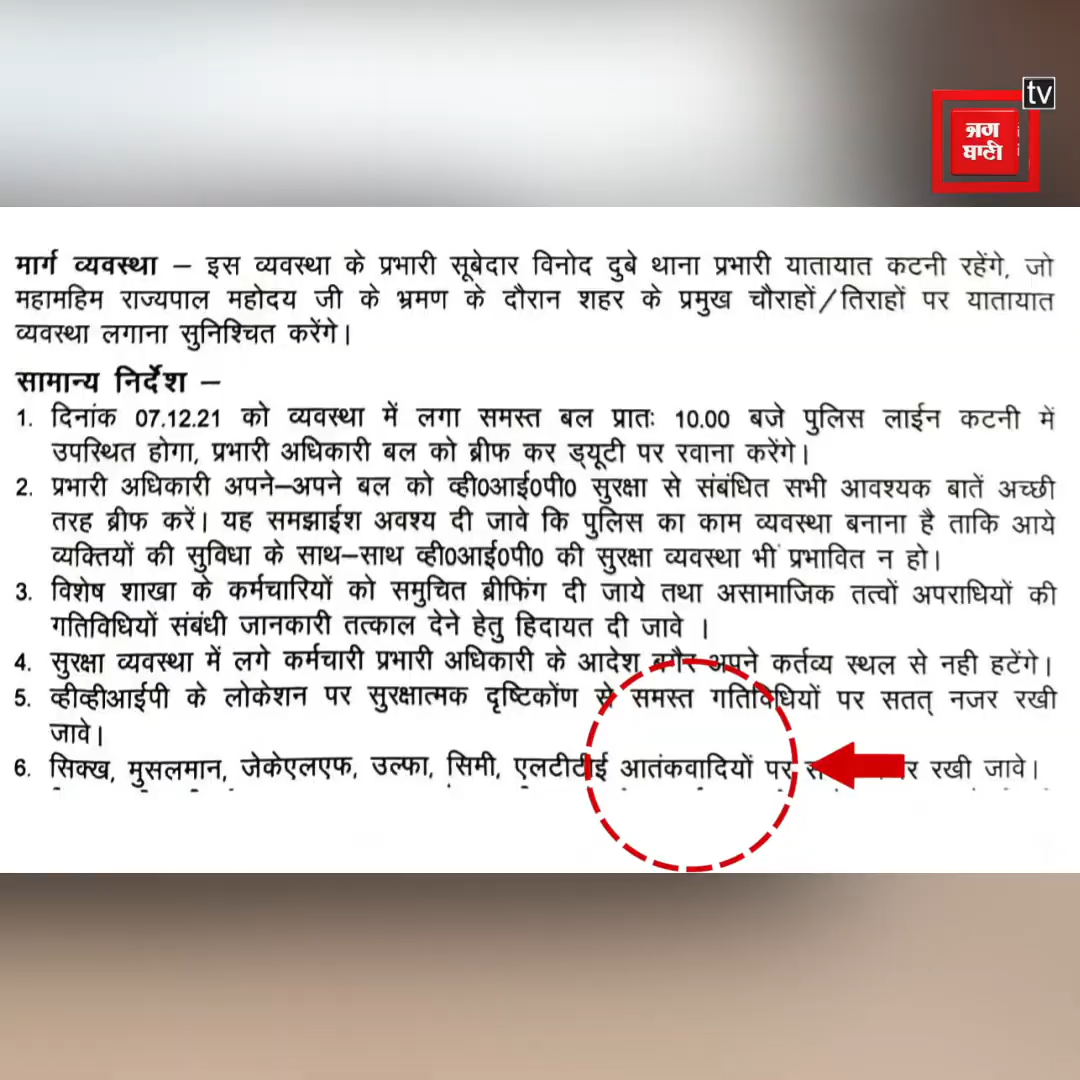 tv
ਜਗ
ਬਾਣੀ
मार्ग व्यवस्था – इस व्यवस्था के प्रभारी सूबेदार विनोद दुबे थाना प्रभारी यातायात कटनी रहेंगे, जो
महामहिम राज्यपाल महोदय जी के भ्रमण के दौरान शहर के प्रमुख चौराहों/तिराहों पर यातायात
व्यवस्था लगाना सुनिश्चित करेंगे।
सामान्य निर्देश –
1. दिनांक 07.12.21 को व्यवस्था में लगा समस्त बल प्रातः 10.00 बजे पुलिस लाईन कटनी में
उपस्थित होगा, प्रभारी अधिकारी बल को ब्रीफ कर ड्यूटी पर रवाना करेंगे।
2. प्रभारी अधिकारी अपने–अपने बल को व्ही0आई0पी0 सुरक्षा से संबंधित सभी आवश्यक बातें अच्छी
तरह ब्रीफ करें। यह समझाईश अवश्य दी जावे कि पुलिस का काम व्यवस्था बनाना है ताकि आये
व्यक्तियों की सुविधा के साथ–साथ व्ही0आई0पी0 की सुरक्षा व्यवस्था भी प्रभावित न हो।
3. विशेष शाखा के कर्मचारियों को समुचित ब्रीफिंग दी जाये तथा असामाजिक तत्वों अपराधियों की
गतिविधियों संबंधी जानकारी तत्काल देने हेतु हिदायत दी जावे ।
4. सुरक्षा व्यवस्था में लगे कर्मचारी प्रभारी अधिकारी के आदेश बगैर अपने कर्तव्य स्थल से नही हटेंगे।
5. व्हीव्हीआईपी के लोकेशन पर सुरक्षात्मक दृष्टिकोंण से समस्त गतिविधियों पर सतत् नजर रखी
जावे।
6. सिक्ख, मुसलमान, जेकेएलएफ, उल्फा, सिमी, एलटीटीई आतंकवादियों पर रखी जावे।